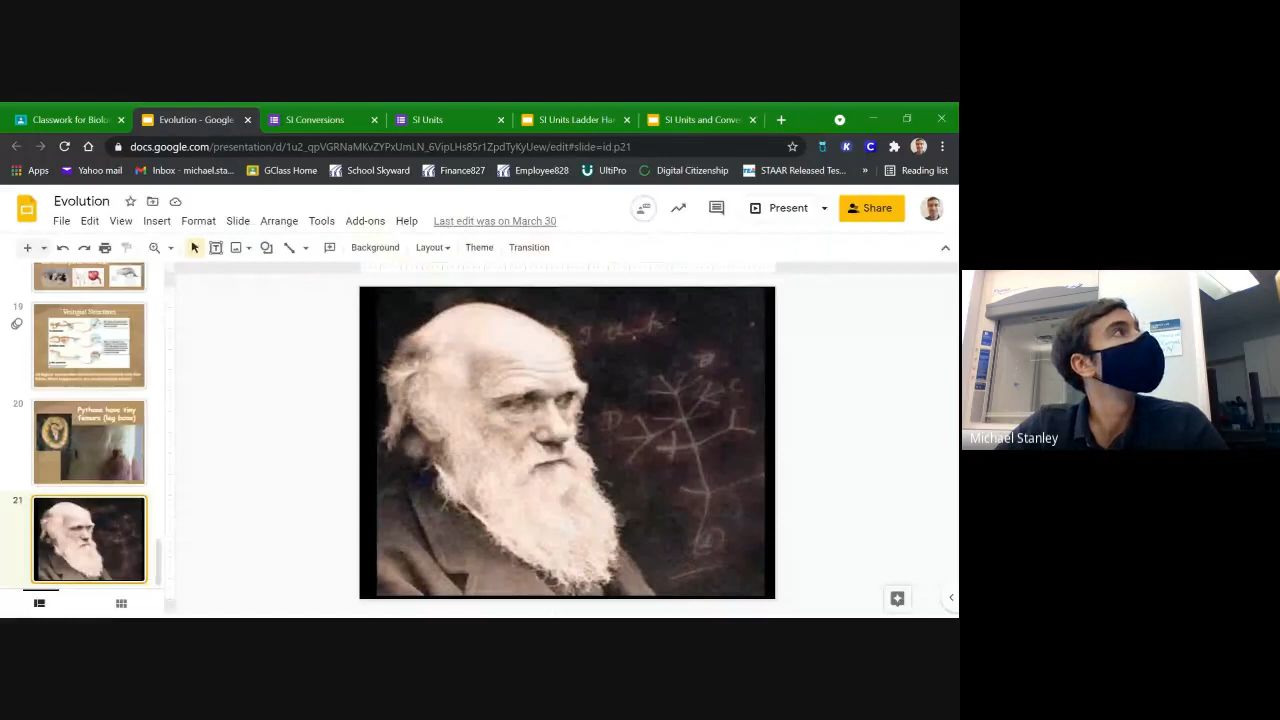 Classwork for Biolo
Evolution - Google
SI Conversions
SI Units
SI Units Ladder Ha
SI Units and Conve
docs.google.com/presentation/d/1u2_qpVGRNaMKvZYPxUmLN_6VipLHs85r1ZpdTyKyUew/edit#slide=id.p21
Apps
Yahoo Mail
Inbox - michael.sta...
GClass Home
School Skyward
Finance827
Employee828
UltiPro
Digital Citizenship
STAAR Released Tes...
»
Reading list
Evolution
File Edit View Insert Format Slide Arrange Tools Add-ons Help
Last edit was on March 30
Present
Share
Background Layout Theme Transition
19
Vestigial Structures
20
Pythons have tiny
femurs (leg bone)
21
I think
Michael Stanley